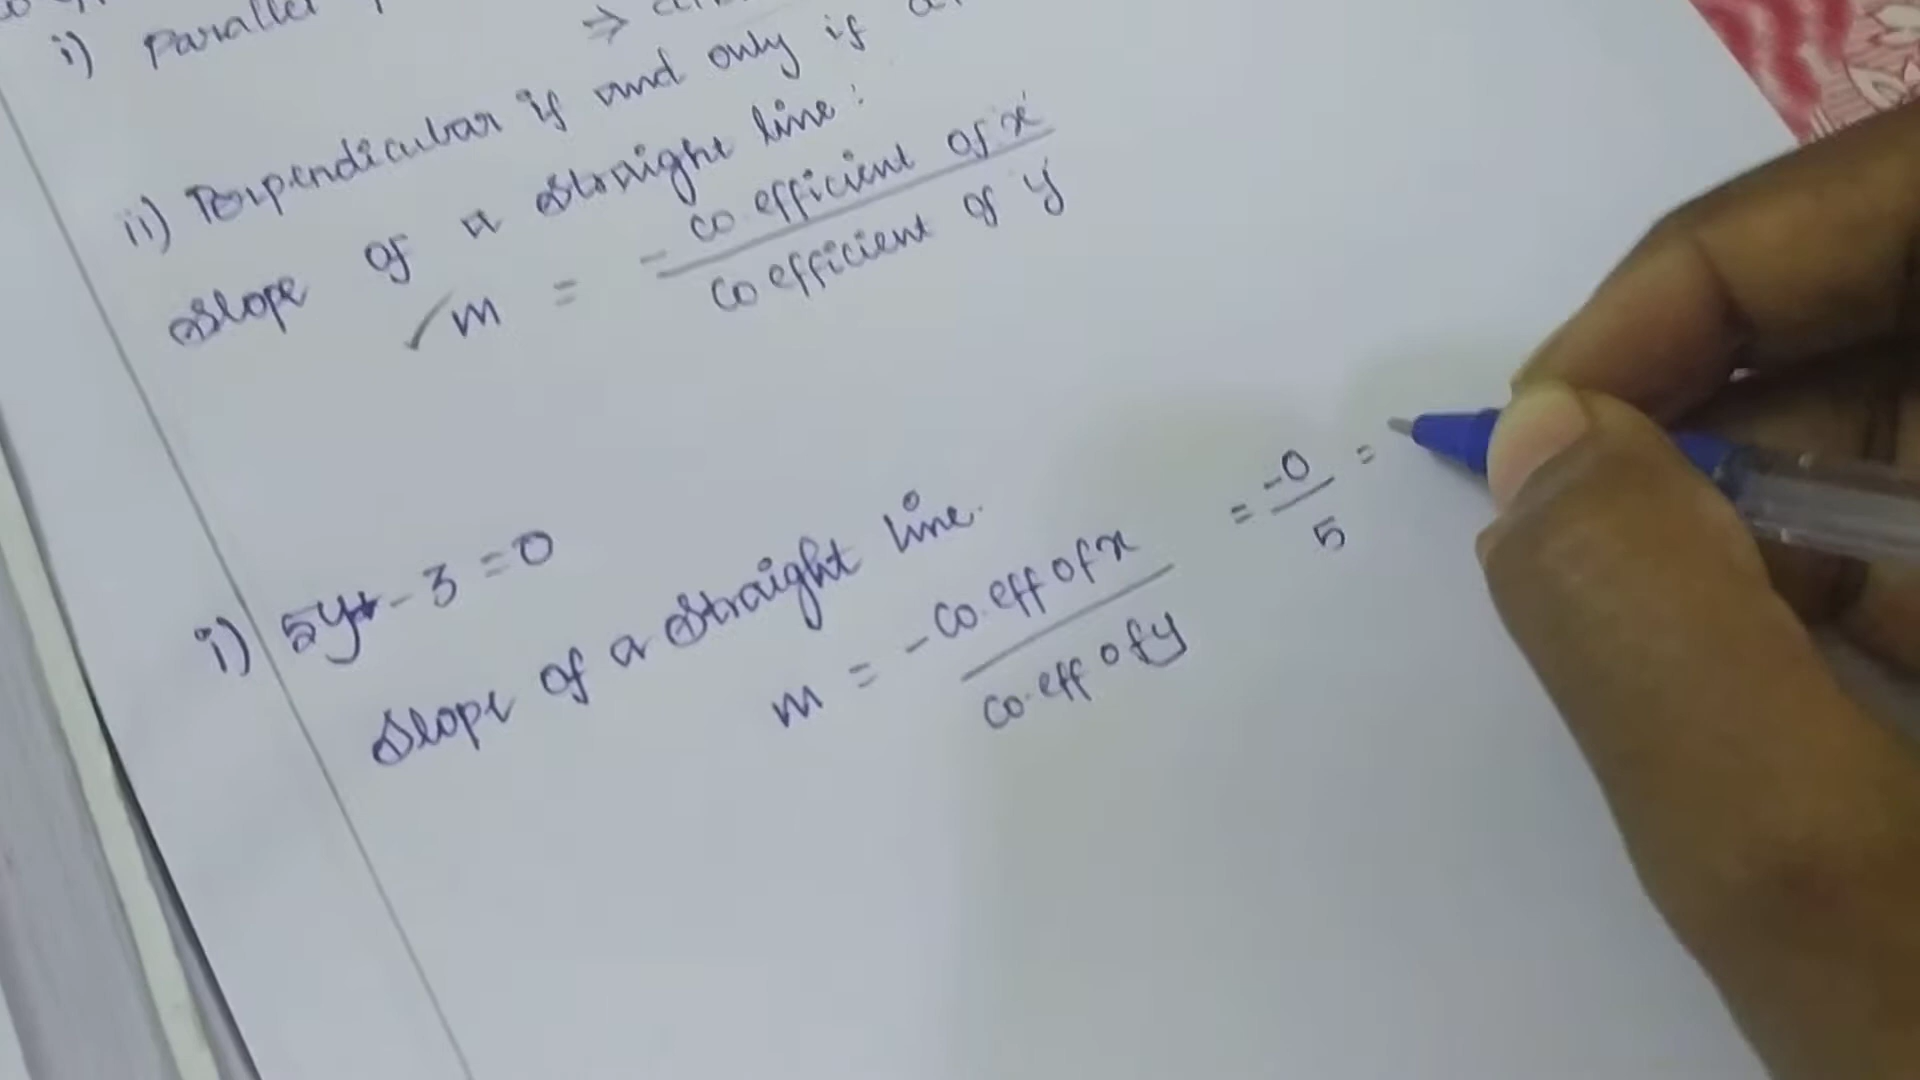 i) Parallel
⇒
ii) Perpendicular if and only if
Slope of a straight line :
m = - co efficient of x / co efficient of y
i) 5y - 3 = 0
Slope of a straight line.
m = - co. eff of x / co. eff of y = -0 / 5 =